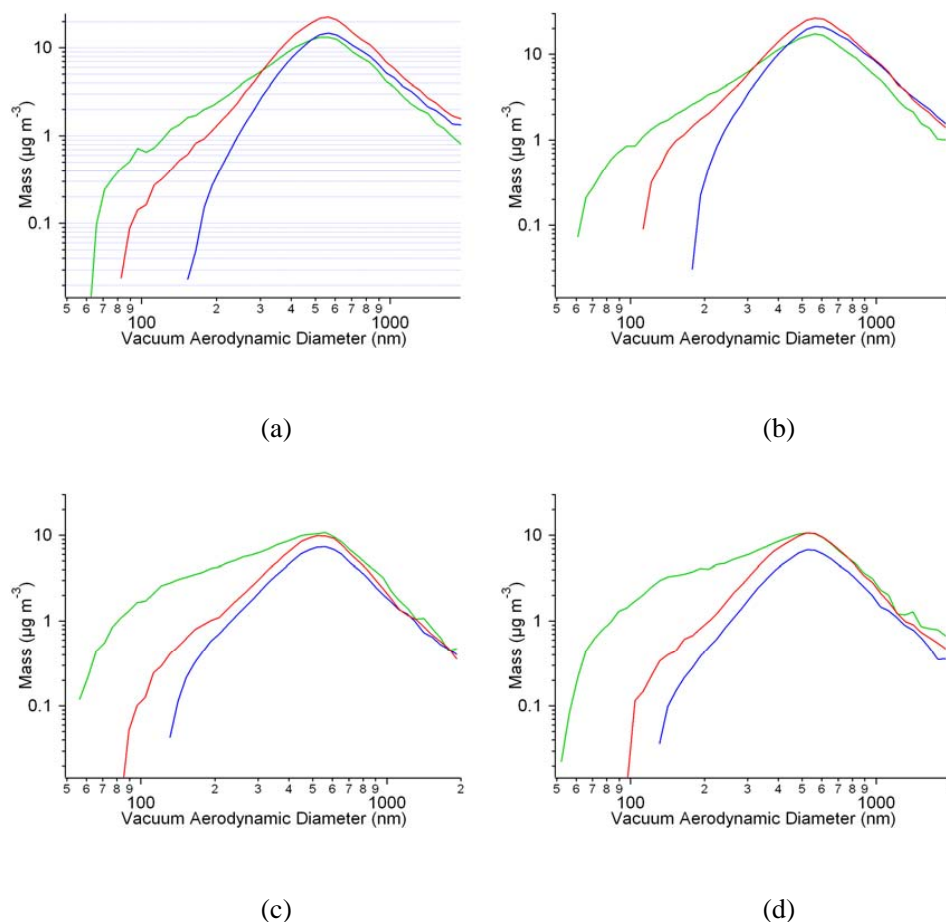 10
1
0.1
Mass (µg m⁻³)
5 6 7 8 9 2 3 4 5 6 7 8 9
100 1000
Vacuum Aerodynamic Diameter (nm)
(a)
10
1
0.1
Mass (µg m⁻³)
5 6 7 8 9 2 3 4 5 6 7 8 9
100 1000
Vacuum Aerodynamic Diameter (nm)
(b)
10
1
0.1
Mass (µg m⁻³)
5 6 7 8 9 2 3 4 5 6 7 8 9 2
100 1000
Vacuum Aerodynamic Diameter (nm)
(c)
10
1
0.1
Mass (µg m⁻³)
5 6 7 8 9 2 3 4 5 6 7 8 9
100 1000
Vacuum Aerodynamic Diameter (nm)
(d)